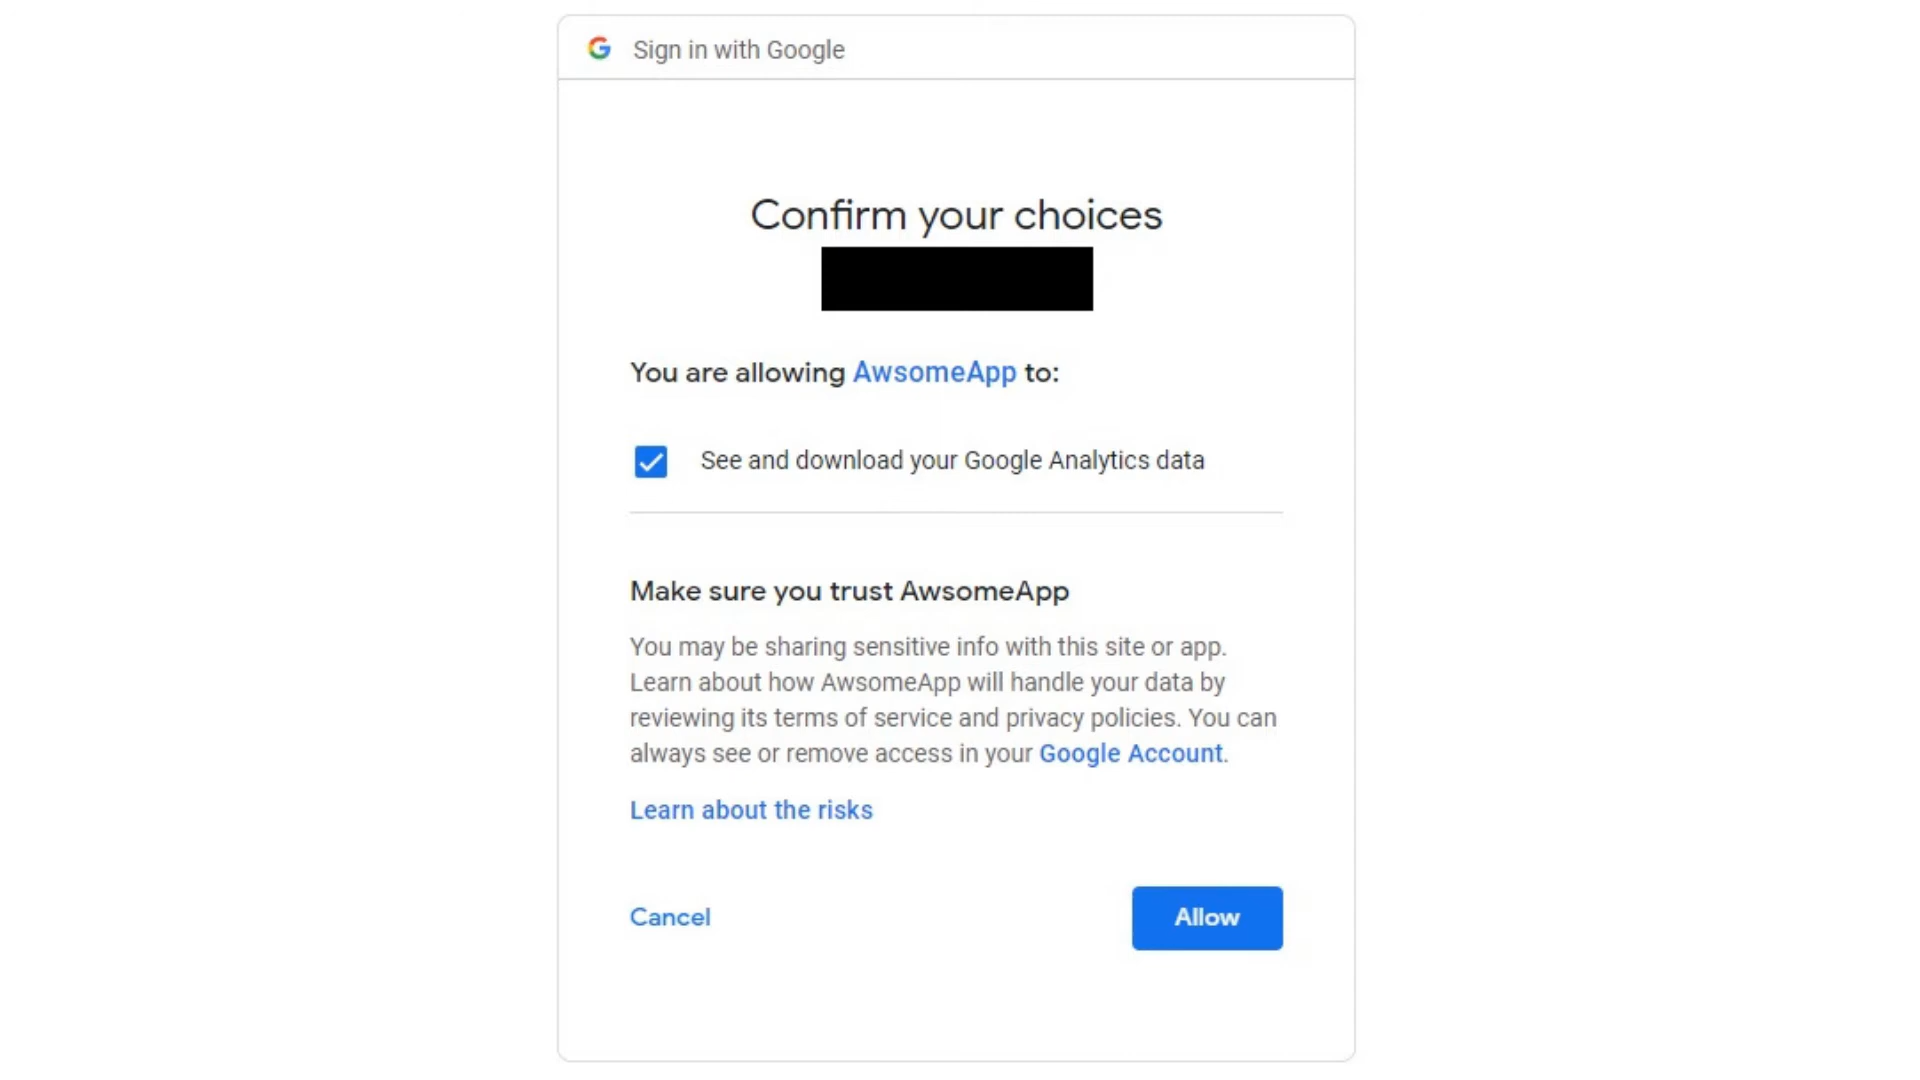 Sign in with Google
Confirm your choices
You are allowing AwsomeApp to:
See and download your Google Analytics data
Make sure you trust AwsomeApp
You may be sharing sensitive info with this site or app.
Learn about how AwsomeApp will handle your data by
reviewing its terms of service and privacy policies. You can
always see or remove access in your Google Account.
Learn about the risks
Cancel
Allow